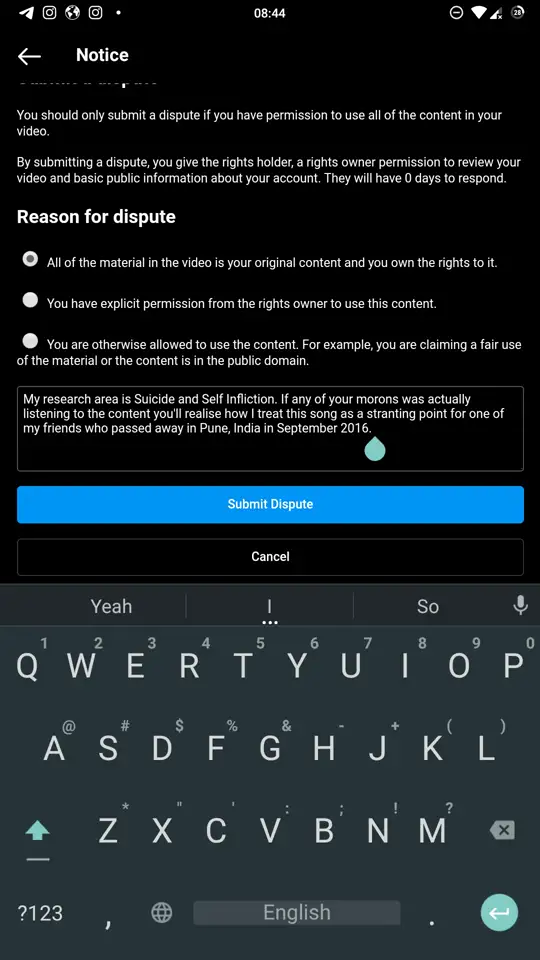 08:44
28
Notice
You should only submit a dispute if you have permission to use all of the content in your
video.
By submitting a dispute, you give the rights holder, a rights owner permission to review your
video and basic public information about your account. They will have 0 days to respond.
Reason for dispute
All of the material in the video is your original content and you own the rights to it.
You have explicit permission from the rights owner to use this content.
You are otherwise allowed to use the content. For example, you are claiming a fair use
of the material or the content is in the public domain.
My research area is Suicide and Self Infliction. If any of your morons was actually
listening to the content you'll realise how I treat this song as a stranting point for one of
my friends who passed away in Pune, India in September 2016.
Submit Dispute
Cancel
Yeah I So
1 2 3 4 5 6 7 8 9 0
Q W E R T Y U I O P
@ # $ % & - + ( )
A S D F G H J K L
* " ' : ; ! ?
Z X C V B N M
?123 , English .